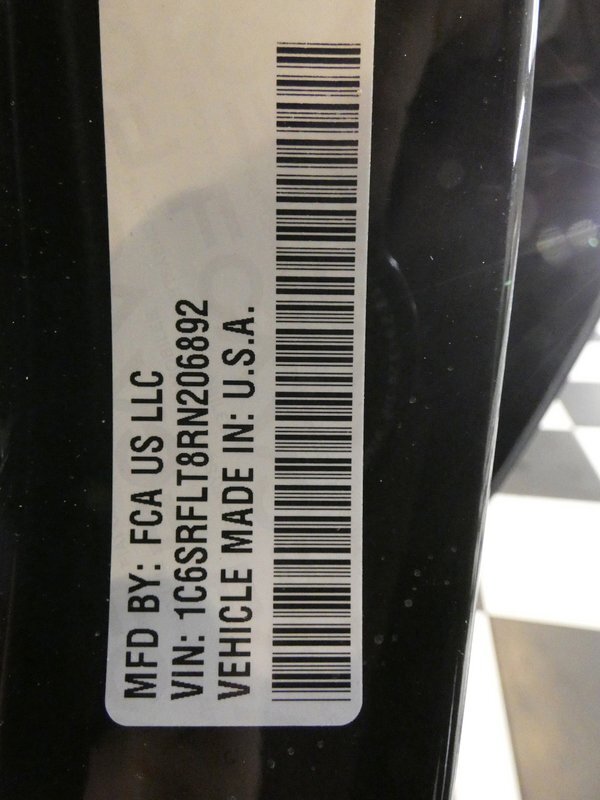 MFD BY: FCA US LLC
VIN: 1C6SRFLT8RN206892
VEHICLE MADE IN: U.S.A.